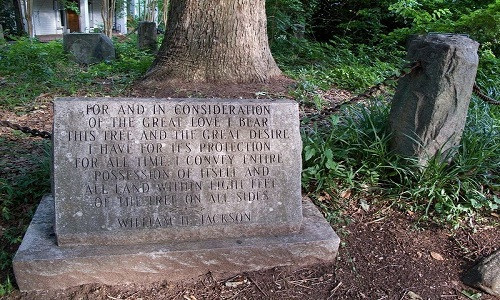 FOR AND IN CONSIDERATION
OF THE GREAT LOVE I BEAR
THIS TREE AND THE GREAT DESIRE
I HAVE FOR ITS PROTECTION
FOR ALL TIME, I CONVEY ENTIRE
POSSESSION OF ITSELF AND
ALL LAND WITHIN EIGHT FEET
OF THE TREE ON ALL SIDES
WILLIAM H. JACKSON